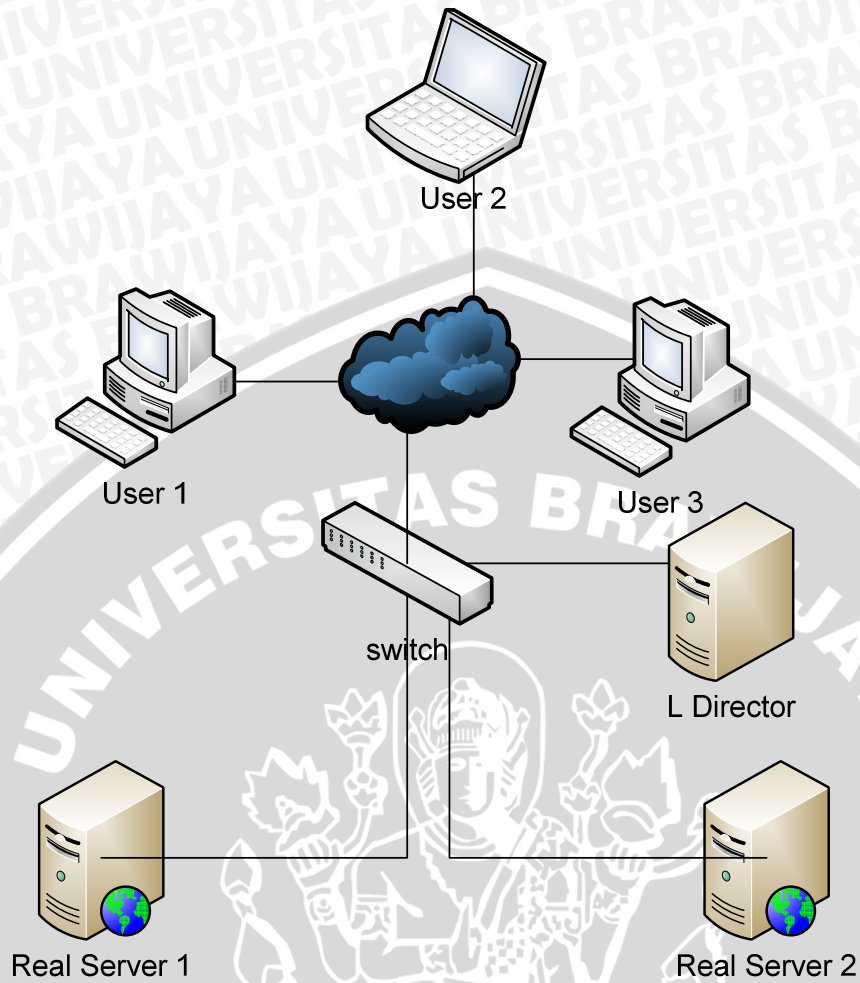 User 2
User 1
User 3
switch
L Director
Real Server 1
Real Server 2
UNIVERSITAS BRAWIJAYA